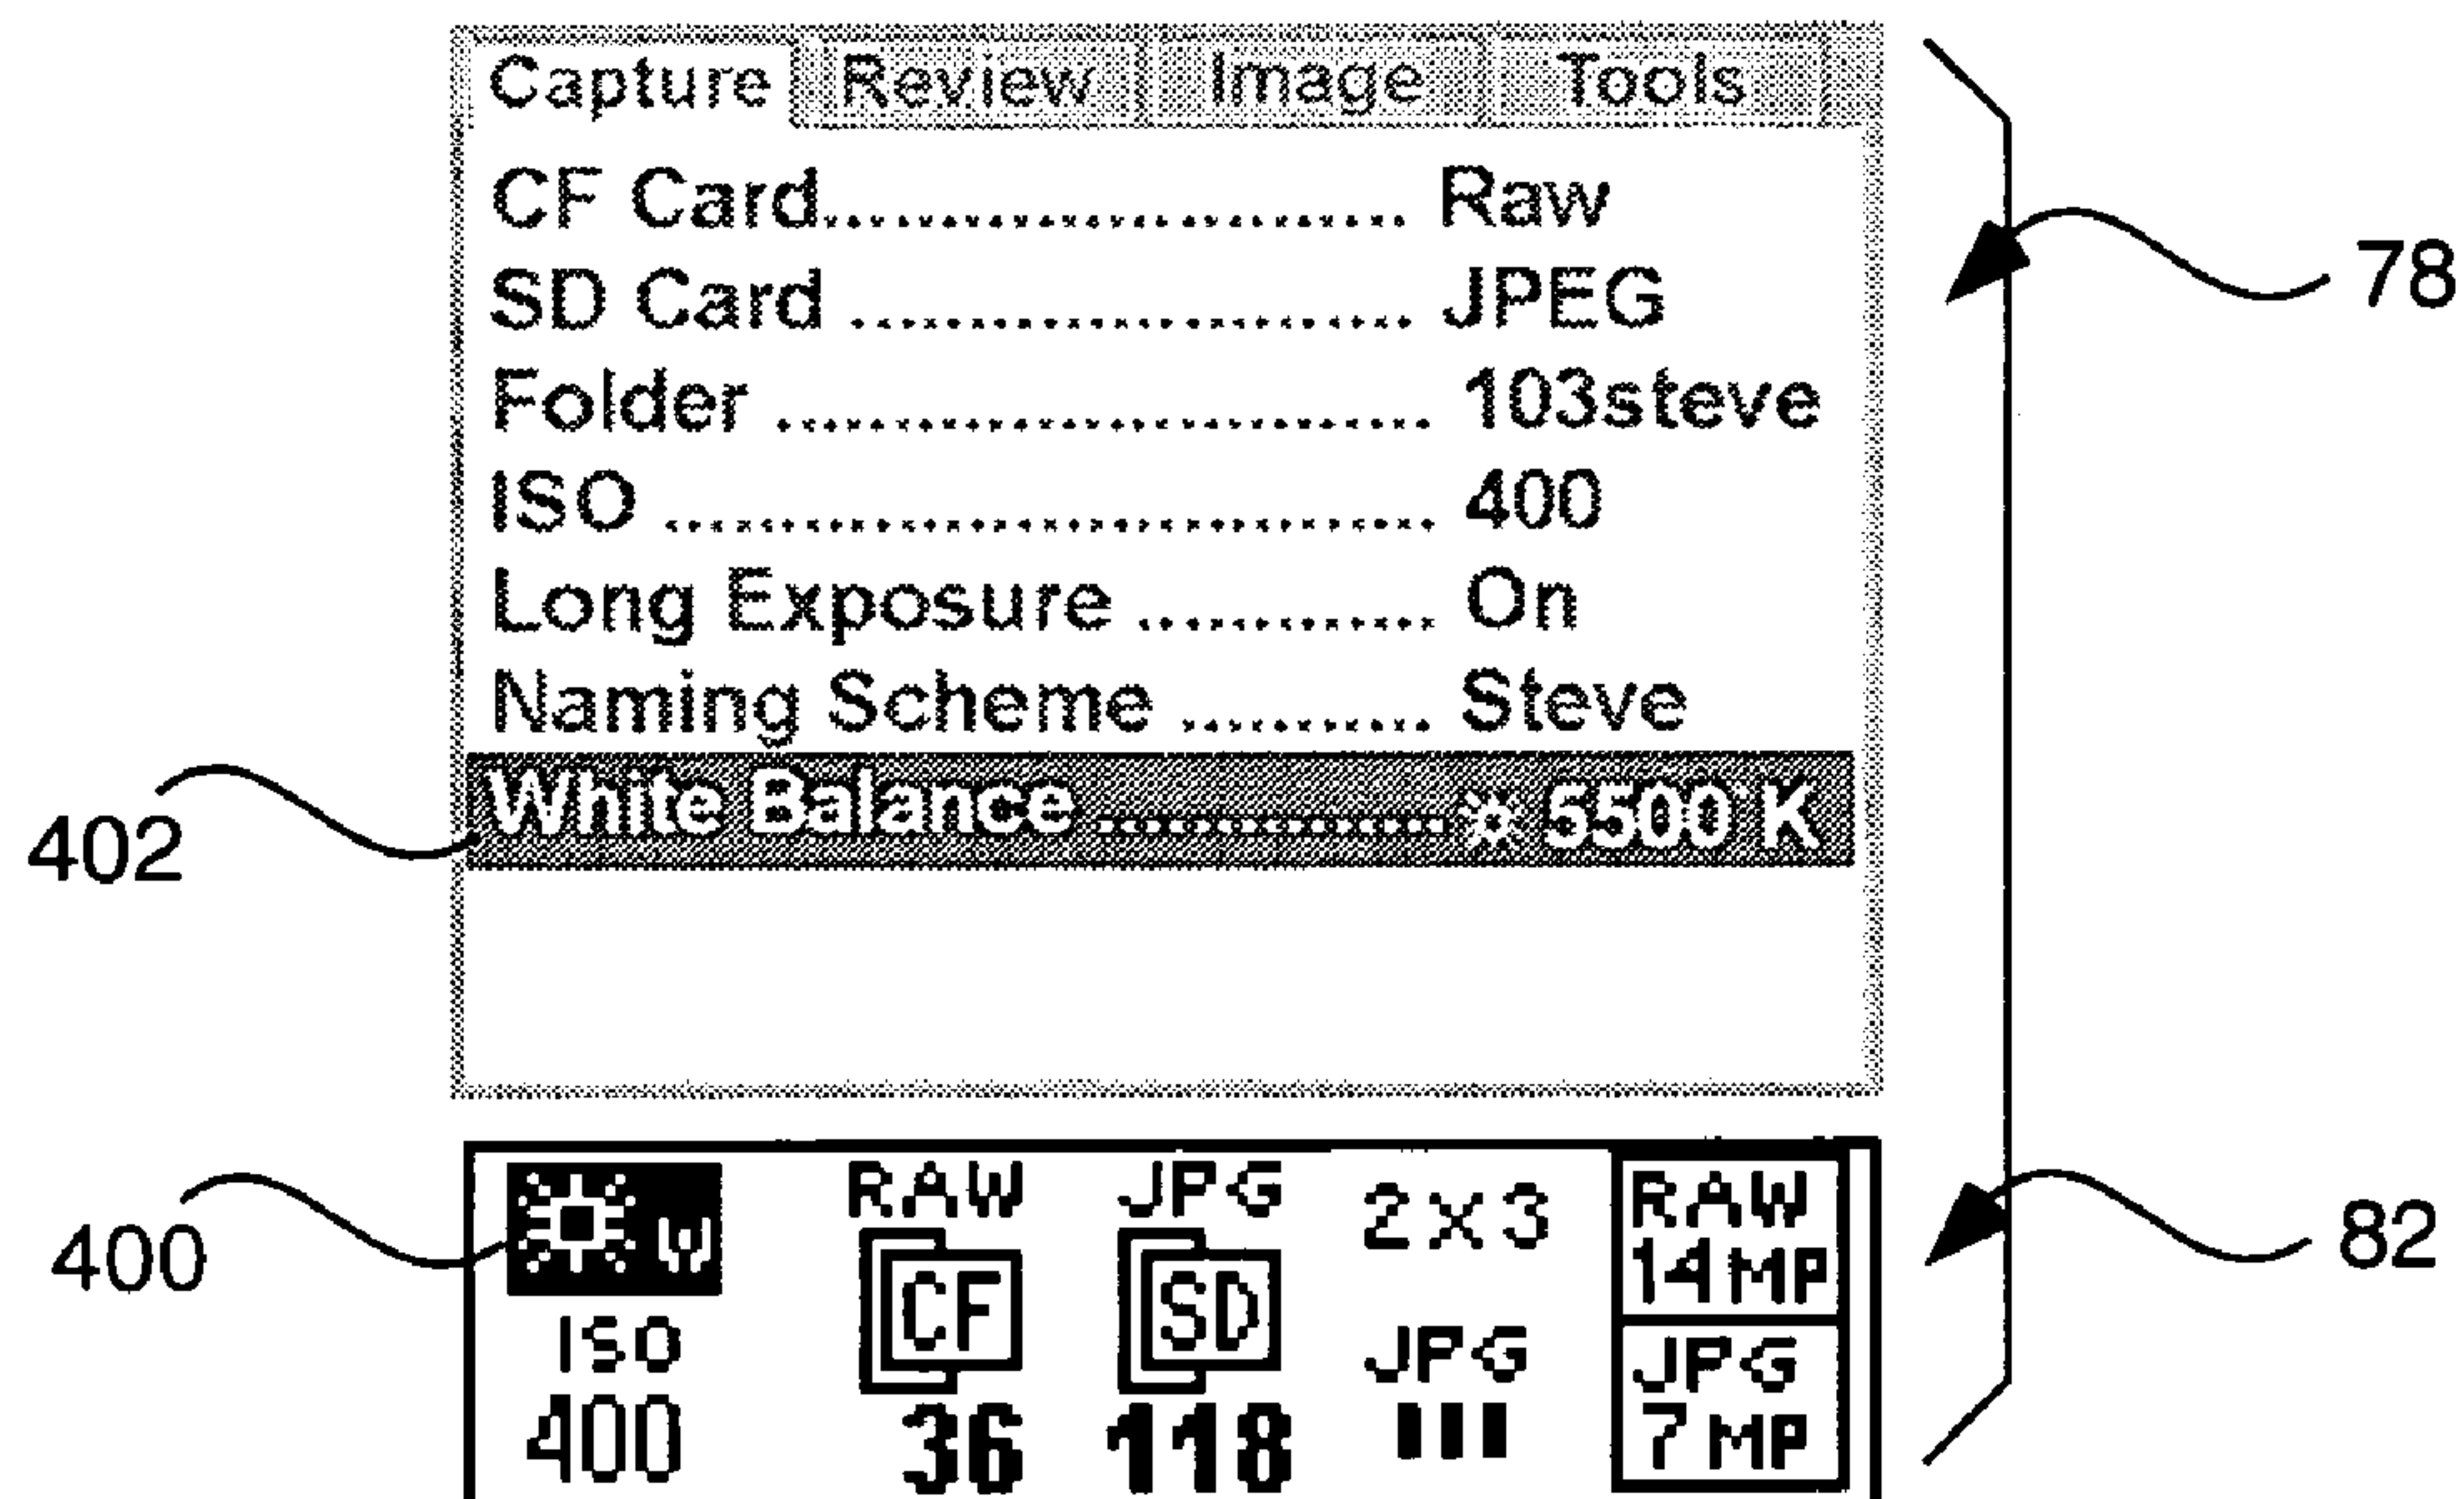 Capture Review Image Tools
CF Card......................... Raw
SD Card ......................... JPEG
Folder ............................. 103steve
ISO .................................. 400
Long Exposure ............. On
Naming Scheme ........... Steve
White Balance ............... 5500 K
78
402
400
82
RAW JPG 2x3 RAW
14MP
CF SD
ISO JPG JPG
400 36 118 7 MP